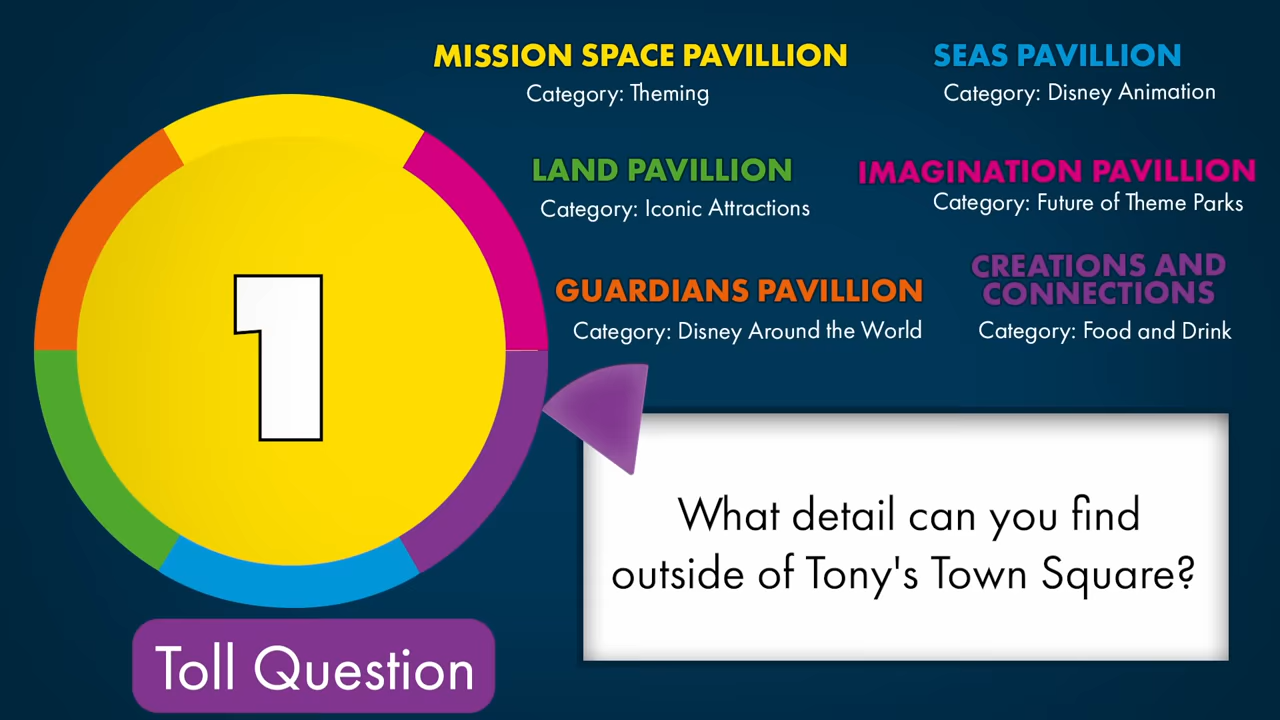 MISSION SPACE PAVILLION
Category: Theming
SEAS PAVILLION
Category: Disney Animation
LAND PAVILLION
Category: Iconic Attractions
IMAGINATION PAVILLION
Category: Future of Theme Parks
GUARDIANS PAVILLION
Category: Disney Around the World
CREATIONS AND
CONNECTIONS
Category: Food and Drink
1
What detail can you find
outside of Tony's Town Square?
Toll Question